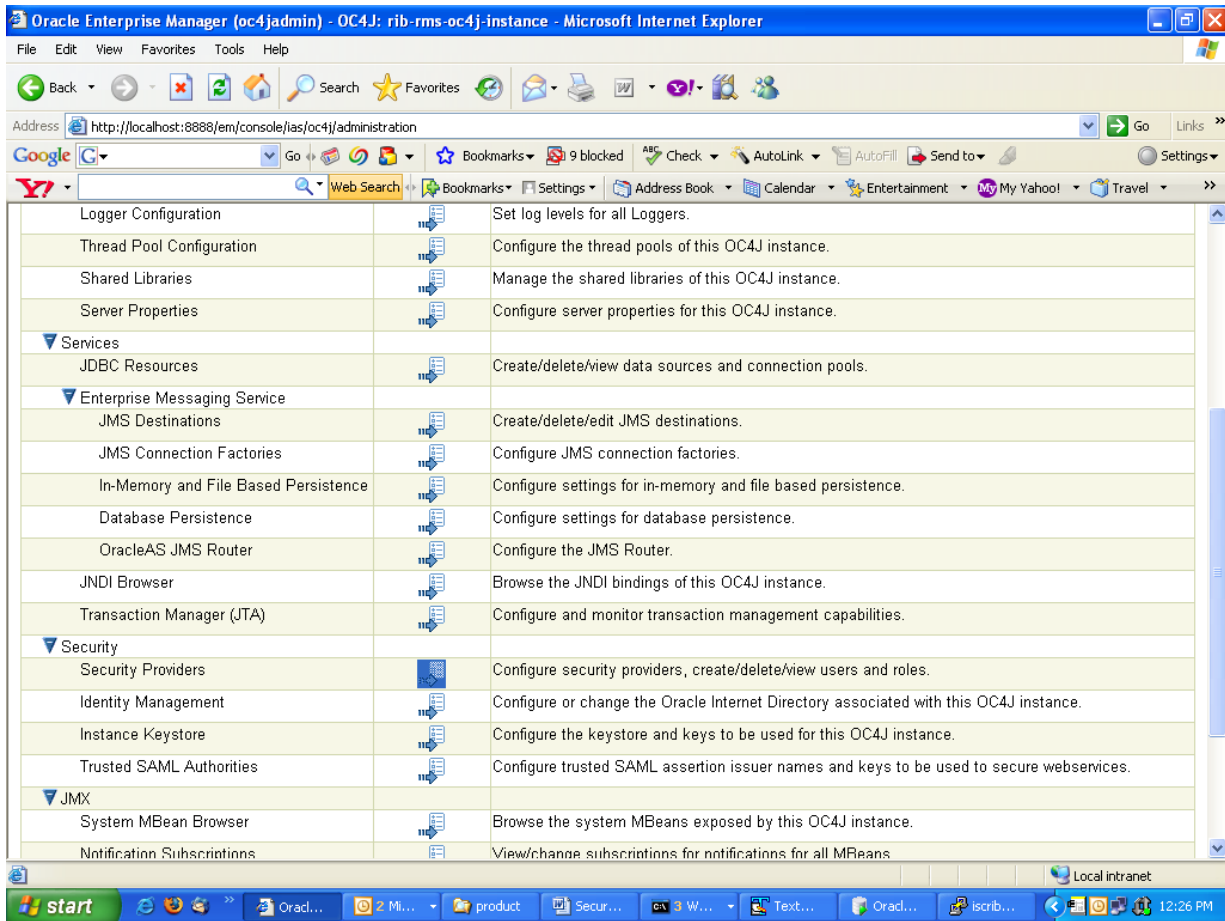 Oracle Enterprise Manager (oc4jadmin) - OC4J: rib-rms-oc4j-instance - Microsoft Internet Explorer
File Edit View Favorites Tools Help
Back Search Favorites
Address http://localhost:8888/em/console/ias/oc4j/administration Go Links »
Google G Go Bookmarks 9 blocked ABC Check AutoLink AutoFill Send to Settings
Y! Web Search Bookmarks Settings Address Book Calendar Entertainment My My Yahoo! Travel »
Logger Configuration Set log levels for all Loggers.
Thread Pool Configuration Configure the thread pools of this OC4J instance.
Shared Libraries Manage the shared libraries of this OC4J instance.
Server Properties Configure server properties for this OC4J instance.
Services
JDBC Resources Create/delete/view data sources and connection pools.
Enterprise Messaging Service
JMS Destinations Create/delete/edit JMS destinations.
JMS Connection Factories Configure JMS connection factories.
In-Memory and File Based Persistence Configure settings for in-memory and file based persistence.
Database Persistence Configure settings for database persistence.
OracleAS JMS Router Configure the JMS Router.
JNDI Browser Browse the JNDI bindings of this OC4J instance.
Transaction Manager (JTA) Configure and monitor transaction management capabilities.
Security
Security Providers Configure security providers, create/delete/view users and roles.
Identity Management Configure or change the Oracle Internet Directory associated with this OC4J instance.
Instance Keystore Configure the keystore and keys to be used for this OC4J instance.
Trusted SAML Authorities Configure trusted SAML assertion issuer names and keys to be used to secure webservices.
JMX
System MBean Browser Browse the system MBeans exposed by this OC4J instance.
Notification Subscriptions View/change subscriptions for notifications for all MBeans
Local intranet
start » Oracl... 2 Mi... product Secur... 3 W... Text... Oracl... iscrib... 12:26 PM